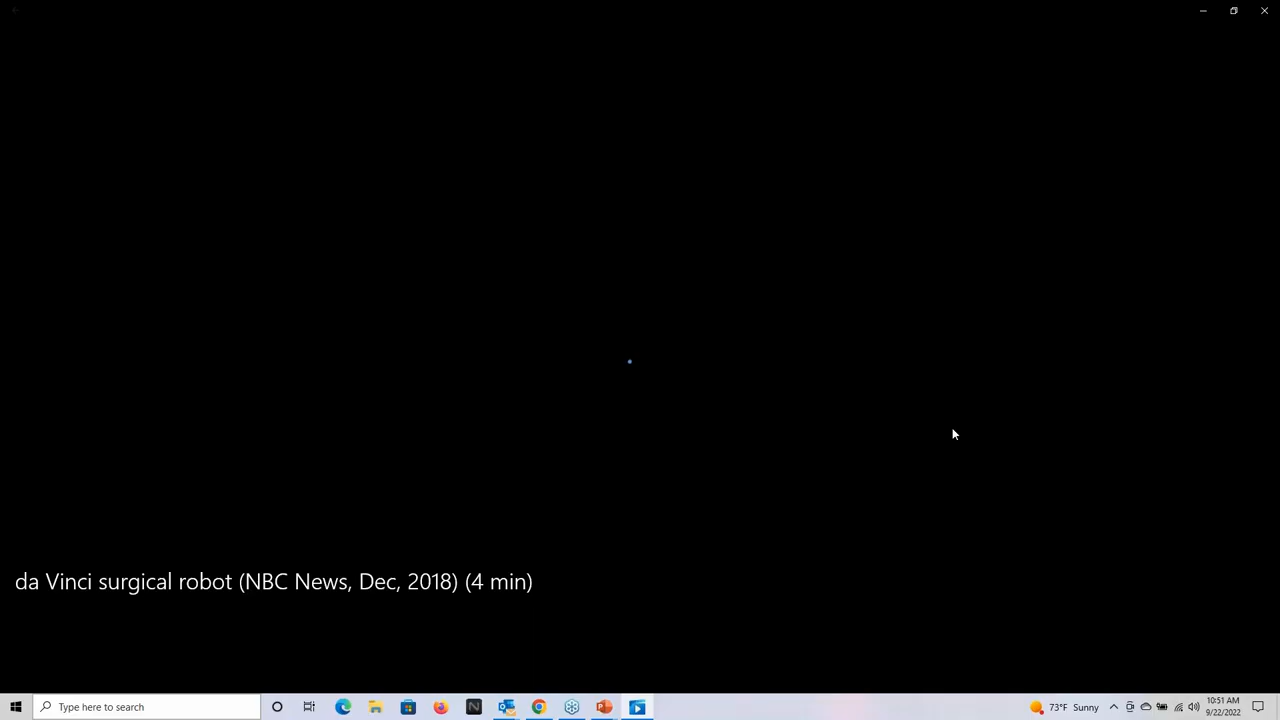 da Vinci surgical robot (NBC News, Dec, 2018) (4 min)
Type here to search
73°F Sunny
10:51 AM
9/22/2022